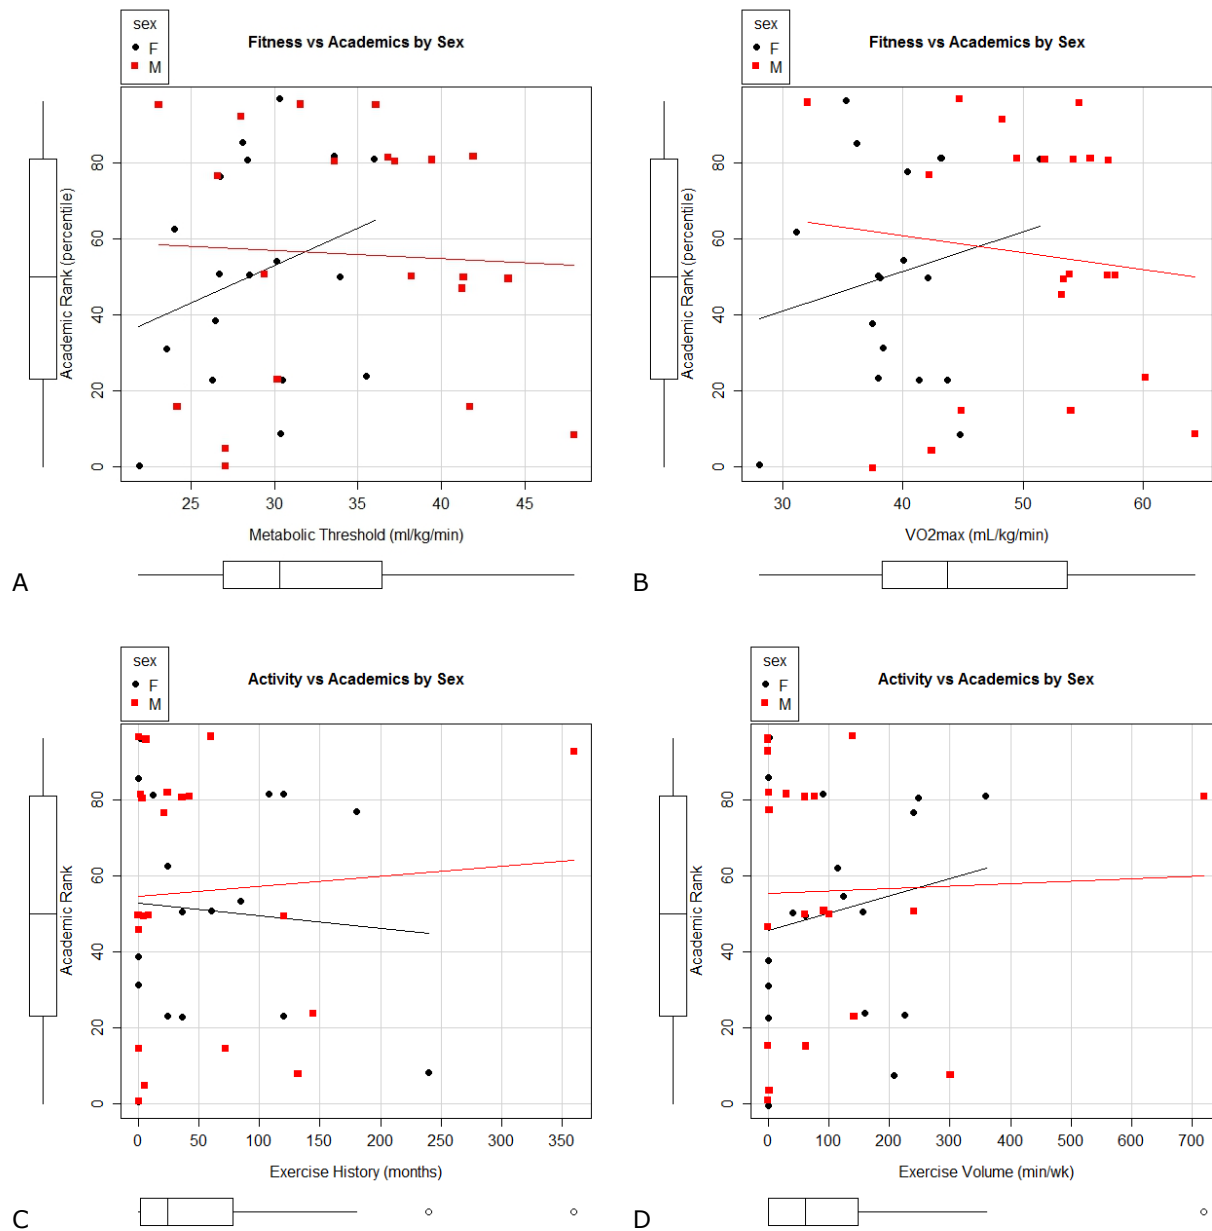 sex
F
M
Fitness vs Academics by Sex
Academic Rank (percentile)
80
60
40
20
0
25 30 35 40 45
Metabolic Threshold (ml/kg/min)
A
sex
F
M
Fitness vs Academics by Sex
Academic Rank (percentile)
80
60
40
20
0
30 40 50 60
VO2max (mL/kg/min)
B
sex
F
M
Activity vs Academics by Sex
Academic Rank
80
60
40
20
0
0 50 100 150 200 250 300 350
Exercise History (months)
C
sex
F
M
Activity vs Academics by Sex
Academic Rank
80
60
40
20
0
0 100 200 300 400 500 600 700
Exercise Volume (min/wk)
D